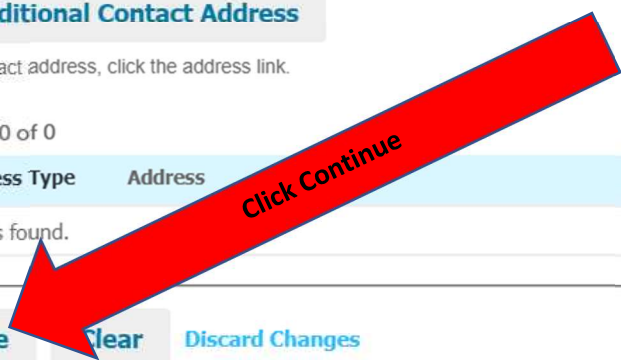 ditional Contact Address
act address, click the address link.
0 of 0
ess Type Address
s found.
Click Continue
e Clear Discard Changes